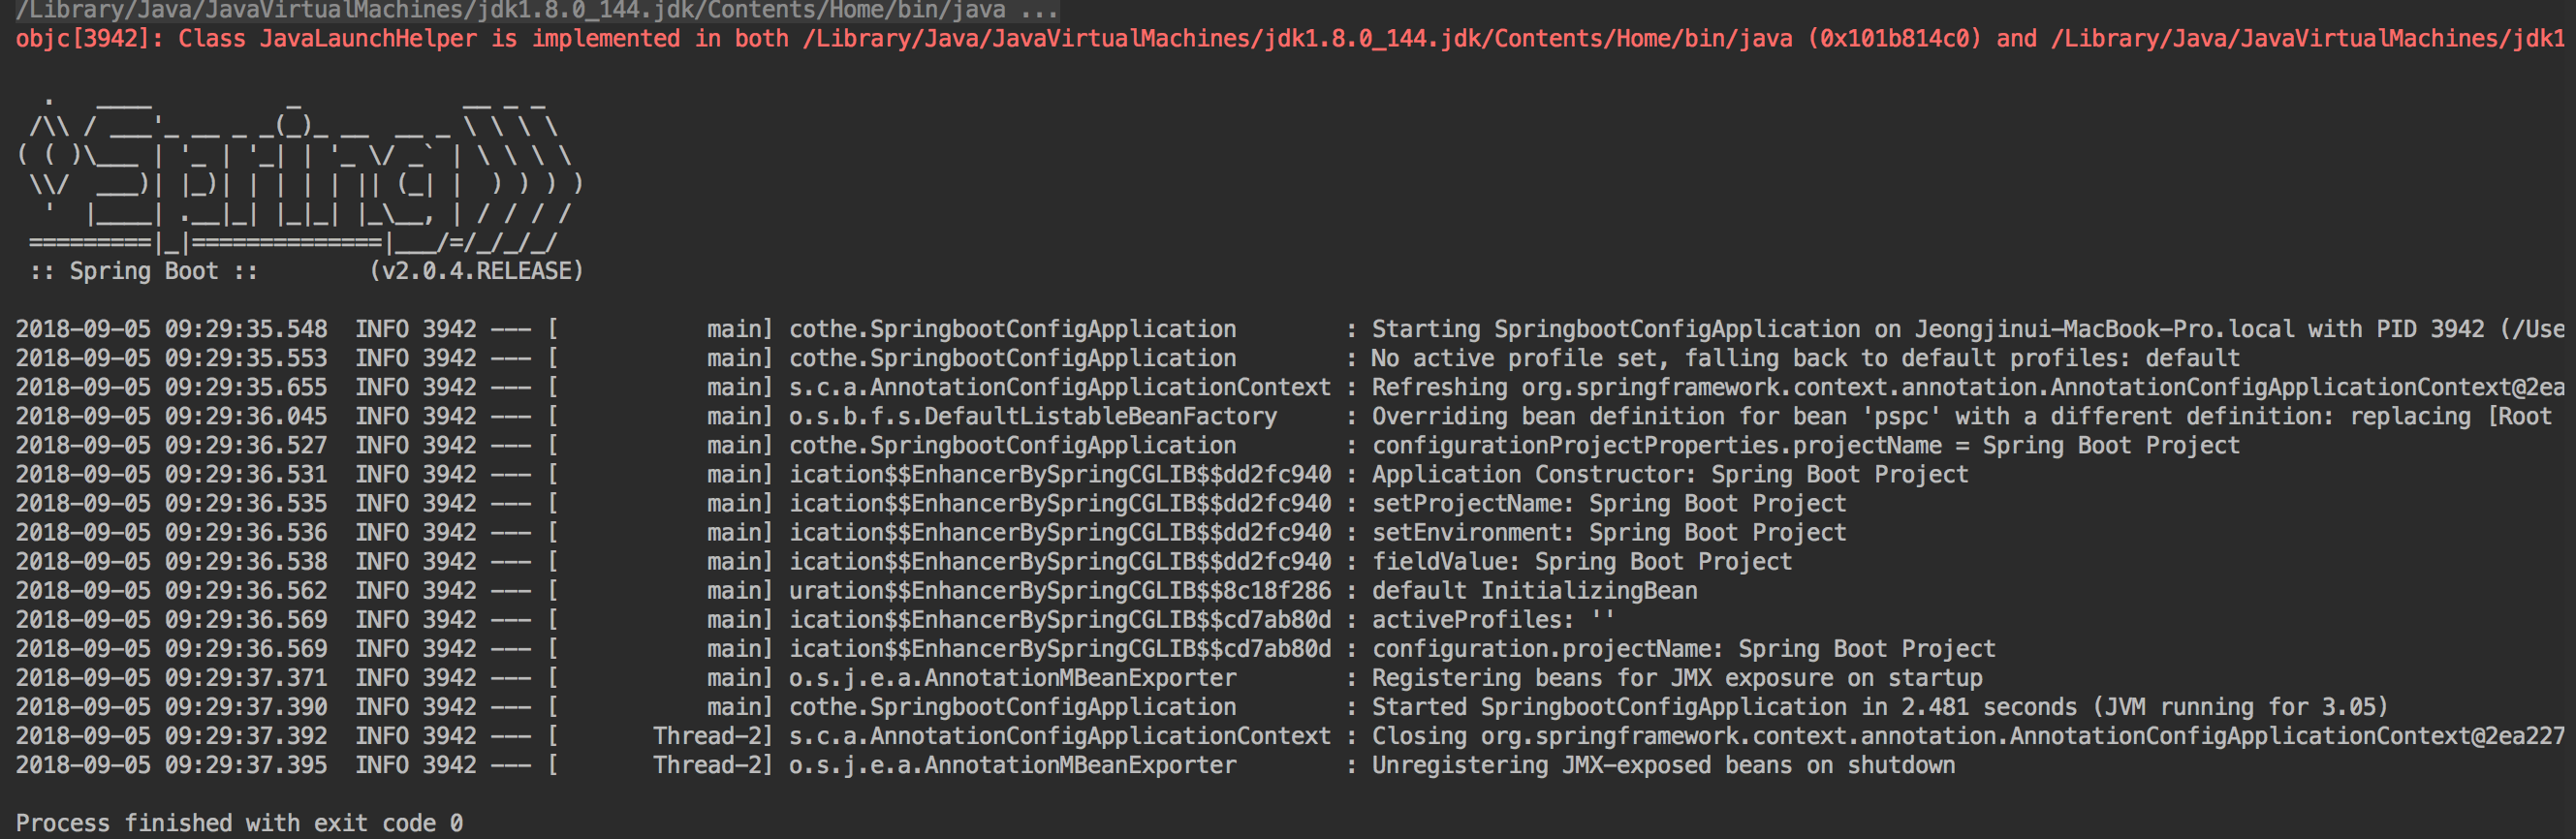 /Library/Java/JavaVirtualMachines/jdk1.8.0_144.jdk/Contents/Home/bin/java ...
objc[3942]: Class JavaLaunchHelper is implemented in both /Library/Java/JavaVirtualMachines/jdk1.8.0_144.jdk/Contents/Home/bin/java (0x101b814c0) and /Library/Java/JavaVirtualMachines/jdk1
  .   ____          _            __ _ _
 /\\ / ___'_ __ _ _(_)_ __  __ _ \ \ \ \
( ( )\___ | '_ | '_| | '_ \/ _` | \ \ \ \
 \\/  ___)| |_)| | | | | || (_| |  ) ) ) )
  '  |____| .__|_| |_|_| |_\__, | / / / /
 =========|_|==============|___/=/_/_/_/
 :: Spring Boot ::        (v2.0.4.RELEASE)
2018-09-05 09:29:35.548  INFO 3942 --- [           main] cothe.SpringbootConfigApplication        : Starting SpringbootConfigApplication on Jeongjinui-MacBook-Pro.local with PID 3942 (/Use
2018-09-05 09:29:35.553  INFO 3942 --- [           main] cothe.SpringbootConfigApplication        : No active profile set, falling back to default profiles: default
2018-09-05 09:29:35.655  INFO 3942 --- [           main] s.c.a.AnnotationConfigApplicationContext : Refreshing org.springframework.context.annotation.AnnotationConfigApplicationContext@2ea
2018-09-05 09:29:36.045  INFO 3942 --- [           main] o.s.b.f.s.DefaultListableBeanFactory     : Overriding bean definition for bean 'pspc' with a different definition: replacing [Root
2018-09-05 09:29:36.527  INFO 3942 --- [           main] cothe.SpringbootConfigApplication        : configurationProjectProperties.projectName = Spring Boot Project
2018-09-05 09:29:36.531  INFO 3942 --- [           main] ication$$EnhancerBySpringCGLIB$$dd2fc940 : Application Constructor: Spring Boot Project
2018-09-05 09:29:36.535  INFO 3942 --- [           main] ication$$EnhancerBySpringCGLIB$$dd2fc940 : setProjectName: Spring Boot Project
2018-09-05 09:29:36.536  INFO 3942 --- [           main] ication$$EnhancerBySpringCGLIB$$dd2fc940 : setEnvironment: Spring Boot Project
2018-09-05 09:29:36.538  INFO 3942 --- [           main] ication$$EnhancerBySpringCGLIB$$dd2fc940 : fieldValue: Spring Boot Project
2018-09-05 09:29:36.562  INFO 3942 --- [           main] uration$$EnhancerBySpringCGLIB$$8c18f286 : default InitializingBean
2018-09-05 09:29:36.569  INFO 3942 --- [           main] ication$$EnhancerBySpringCGLIB$$cd7ab80d : activeProfiles: ''
2018-09-05 09:29:36.569  INFO 3942 --- [           main] ication$$EnhancerBySpringCGLIB$$cd7ab80d : configuration.projectName: Spring Boot Project
2018-09-05 09:29:37.371  INFO 3942 --- [           main] o.s.j.e.a.AnnotationMBeanExporter        : Registering beans for JMX exposure on startup
2018-09-05 09:29:37.390  INFO 3942 --- [           main] cothe.SpringbootConfigApplication        : Started SpringbootConfigApplication in 2.481 seconds (JVM running for 3.05)
2018-09-05 09:29:37.392  INFO 3942 --- [       Thread-2] s.c.a.AnnotationConfigApplicationContext : Closing org.springframework.context.annotation.AnnotationConfigApplicationContext@2ea227
2018-09-05 09:29:37.395  INFO 3942 --- [       Thread-2] o.s.j.e.a.AnnotationMBeanExporter        : Unregistering JMX-exposed beans on shutdown
Process finished with exit code 0